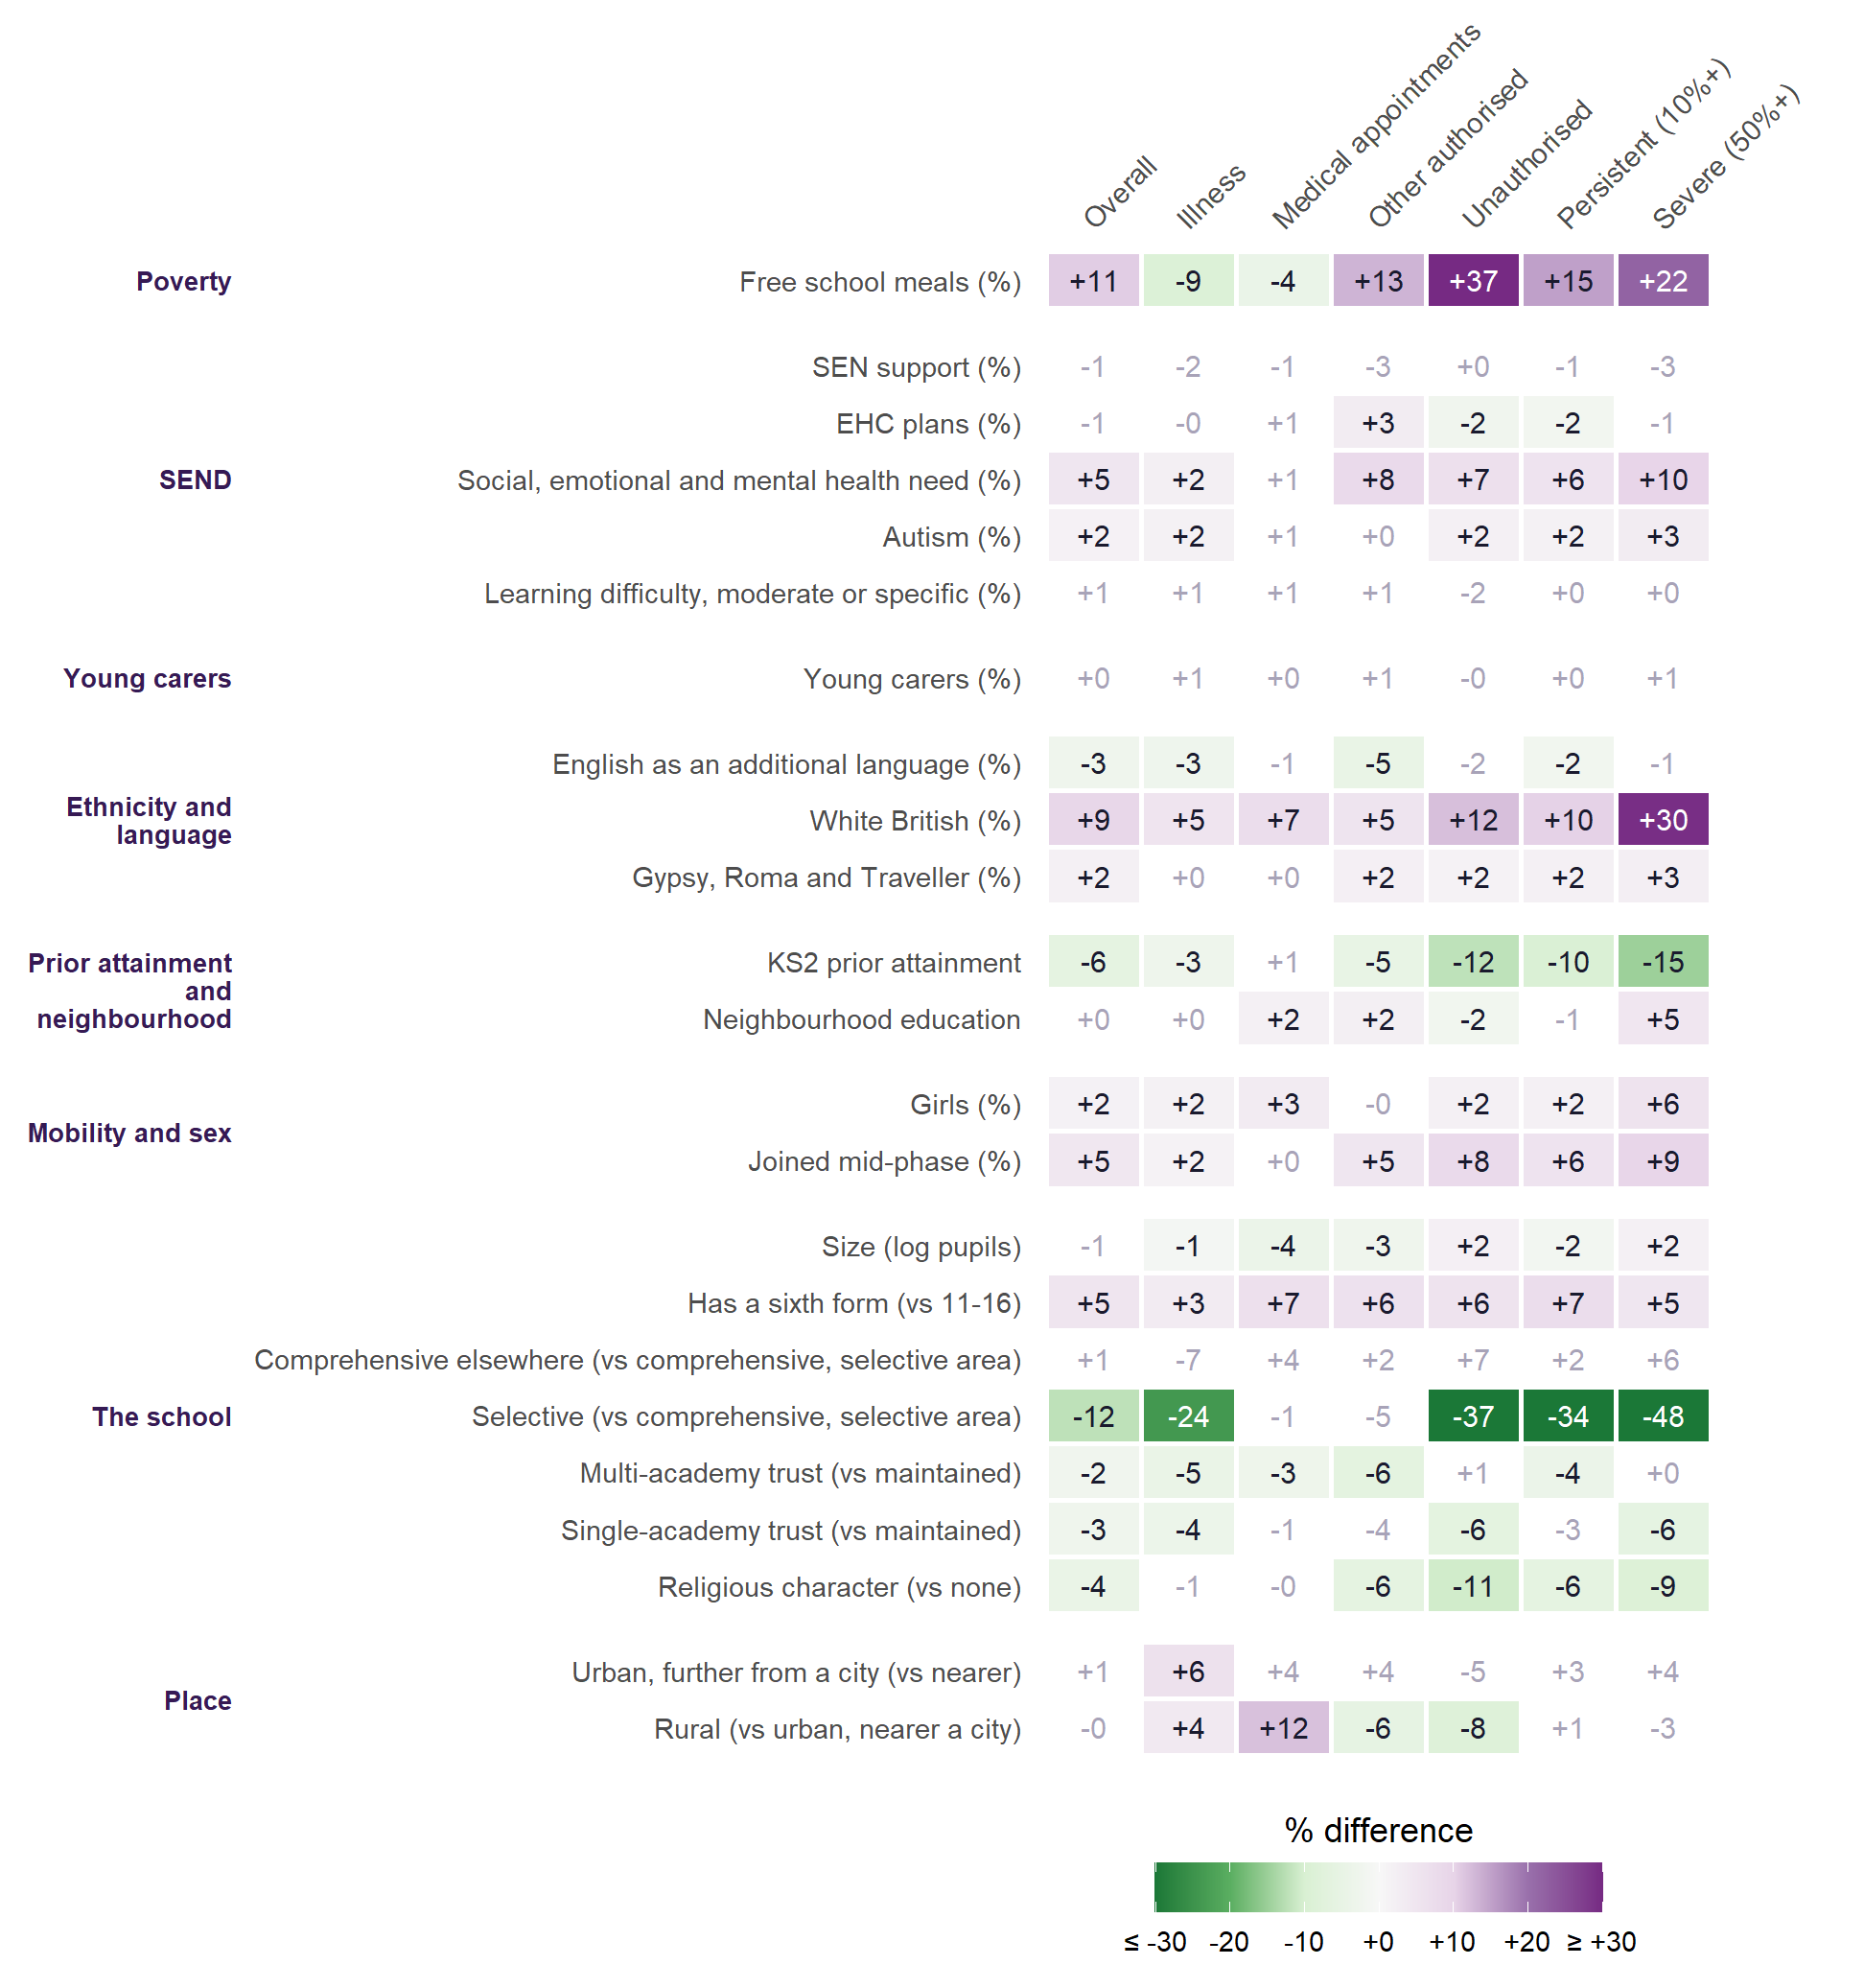 Overall
Illness
Medical appointments
Other authorised
Unauthorised
Persistent (10%+)
Severe (50%+)
Poverty
Free school meals (%) +11 -9 -4 +13 +37 +15 +22
SEN support (%) -1 -2 -1 -3 +0 -1 -3
EHC plans (%) -1 -0 +1 +3 -2 -2 -1
SEND
Social, emotional and mental health need (%) +5 +2 +1 +8 +7 +6 +10
Autism (%) +2 +2 +1 +0 +2 +2 +3
Learning difficulty, moderate or specific (%) +1 +1 +1 +1 -2 +0 +0
Young carers
Young carers (%) +0 +1 +0 +1 -0 +0 +1
English as an additional language (%) -3 -3 -1 -5 -2 -2 -1
Ethnicity and
language
White British (%) +9 +5 +7 +5 +12 +10 +30
Gypsy, Roma and Traveller (%) +2 +0 +0 +2 +2 +2 +3
Prior attainment
and
neighbourhood
KS2 prior attainment -6 -3 +1 -5 -12 -10 -15
Neighbourhood education +0 +0 +2 +2 -2 -1 +5
Mobility and sex
Girls (%) +2 +2 +3 -0 +2 +2 +6
Joined mid-phase (%) +5 +2 +0 +5 +8 +6 +9
Size (log pupils) -1 -1 -4 -3 +2 -2 +2
Has a sixth form (vs 11-16) +5 +3 +7 +6 +6 +7 +5
Comprehensive elsewhere (vs comprehensive, selective area) +1 -7 +4 +2 +7 +2 +6
The school
Selective (vs comprehensive, selective area) -12 -24 -1 -5 -37 -34 -48
Multi-academy trust (vs maintained) -2 -5 -3 -6 +1 -4 +0
Single-academy trust (vs maintained) -3 -4 -1 -4 -6 -3 -6
Religious character (vs none) -4 -1 -0 -6 -11 -6 -9
Place
Urban, further from a city (vs nearer) +1 +6 +4 +4 -5 +3 +4
Rural (vs urban, nearer a city) -0 +4 +12 -6 -8 +1 -3
% difference
≤ -30 -20 -10 +0 +10 +20 ≥ +30